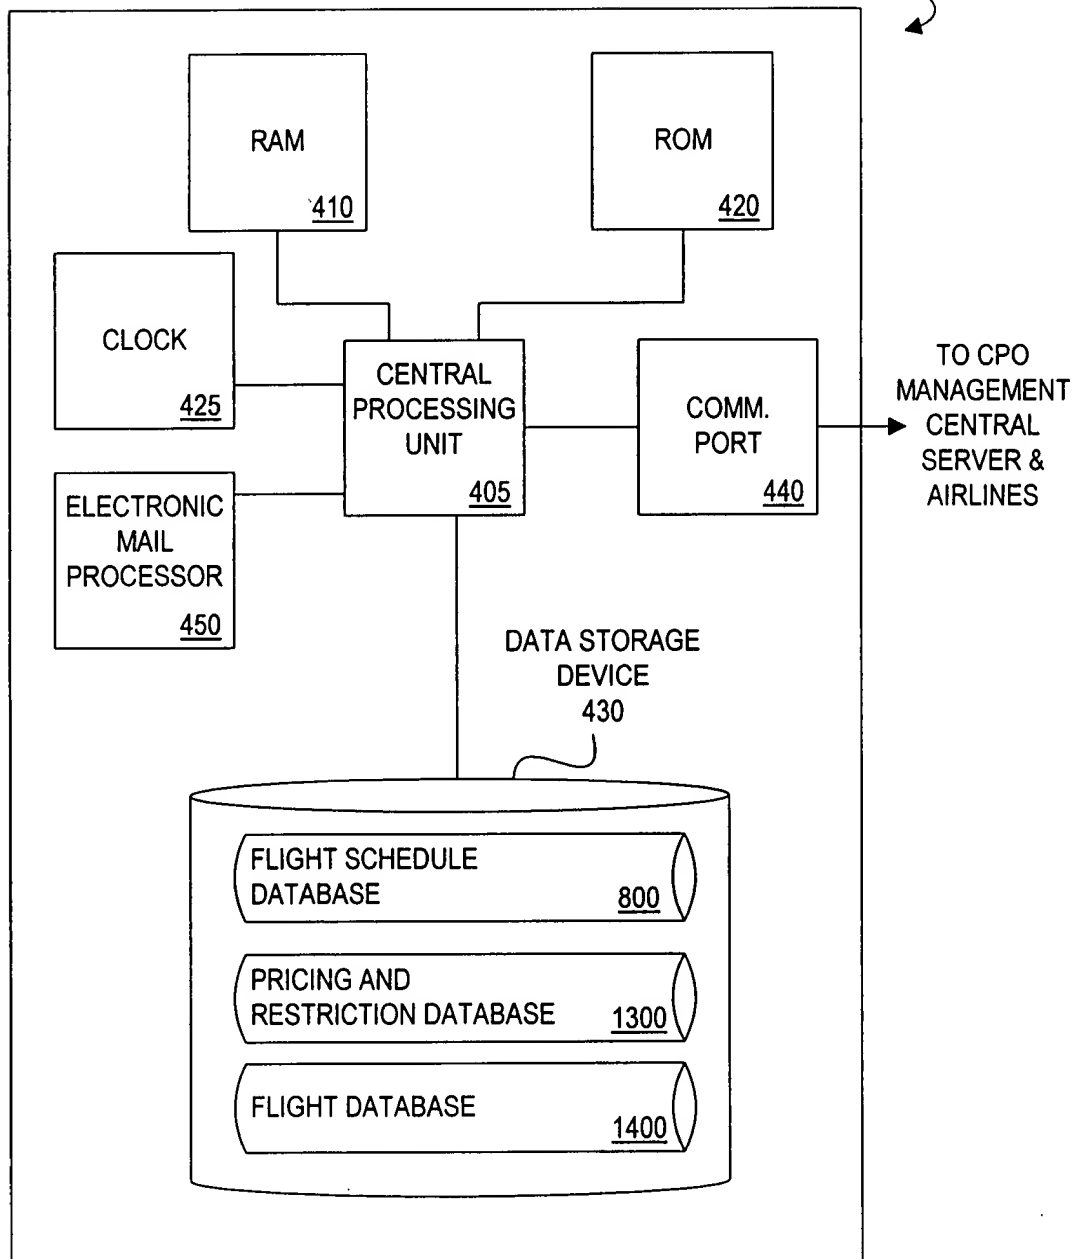 RAM
410
ROM
420
CLOCK
425
CENTRAL
PROCESSING
UNIT
405
COMM.
PORT
440
TO CPO
MANAGEMENT
CENTRAL
SERVER &
AIRLINES
ELECTRONIC
MAIL
PROCESSOR
450
DATA STORAGE
DEVICE
430
FLIGHT SCHEDULE
DATABASE
800
PRICING AND
RESTRICTION DATABASE
1300
FLIGHT DATABASE
1400